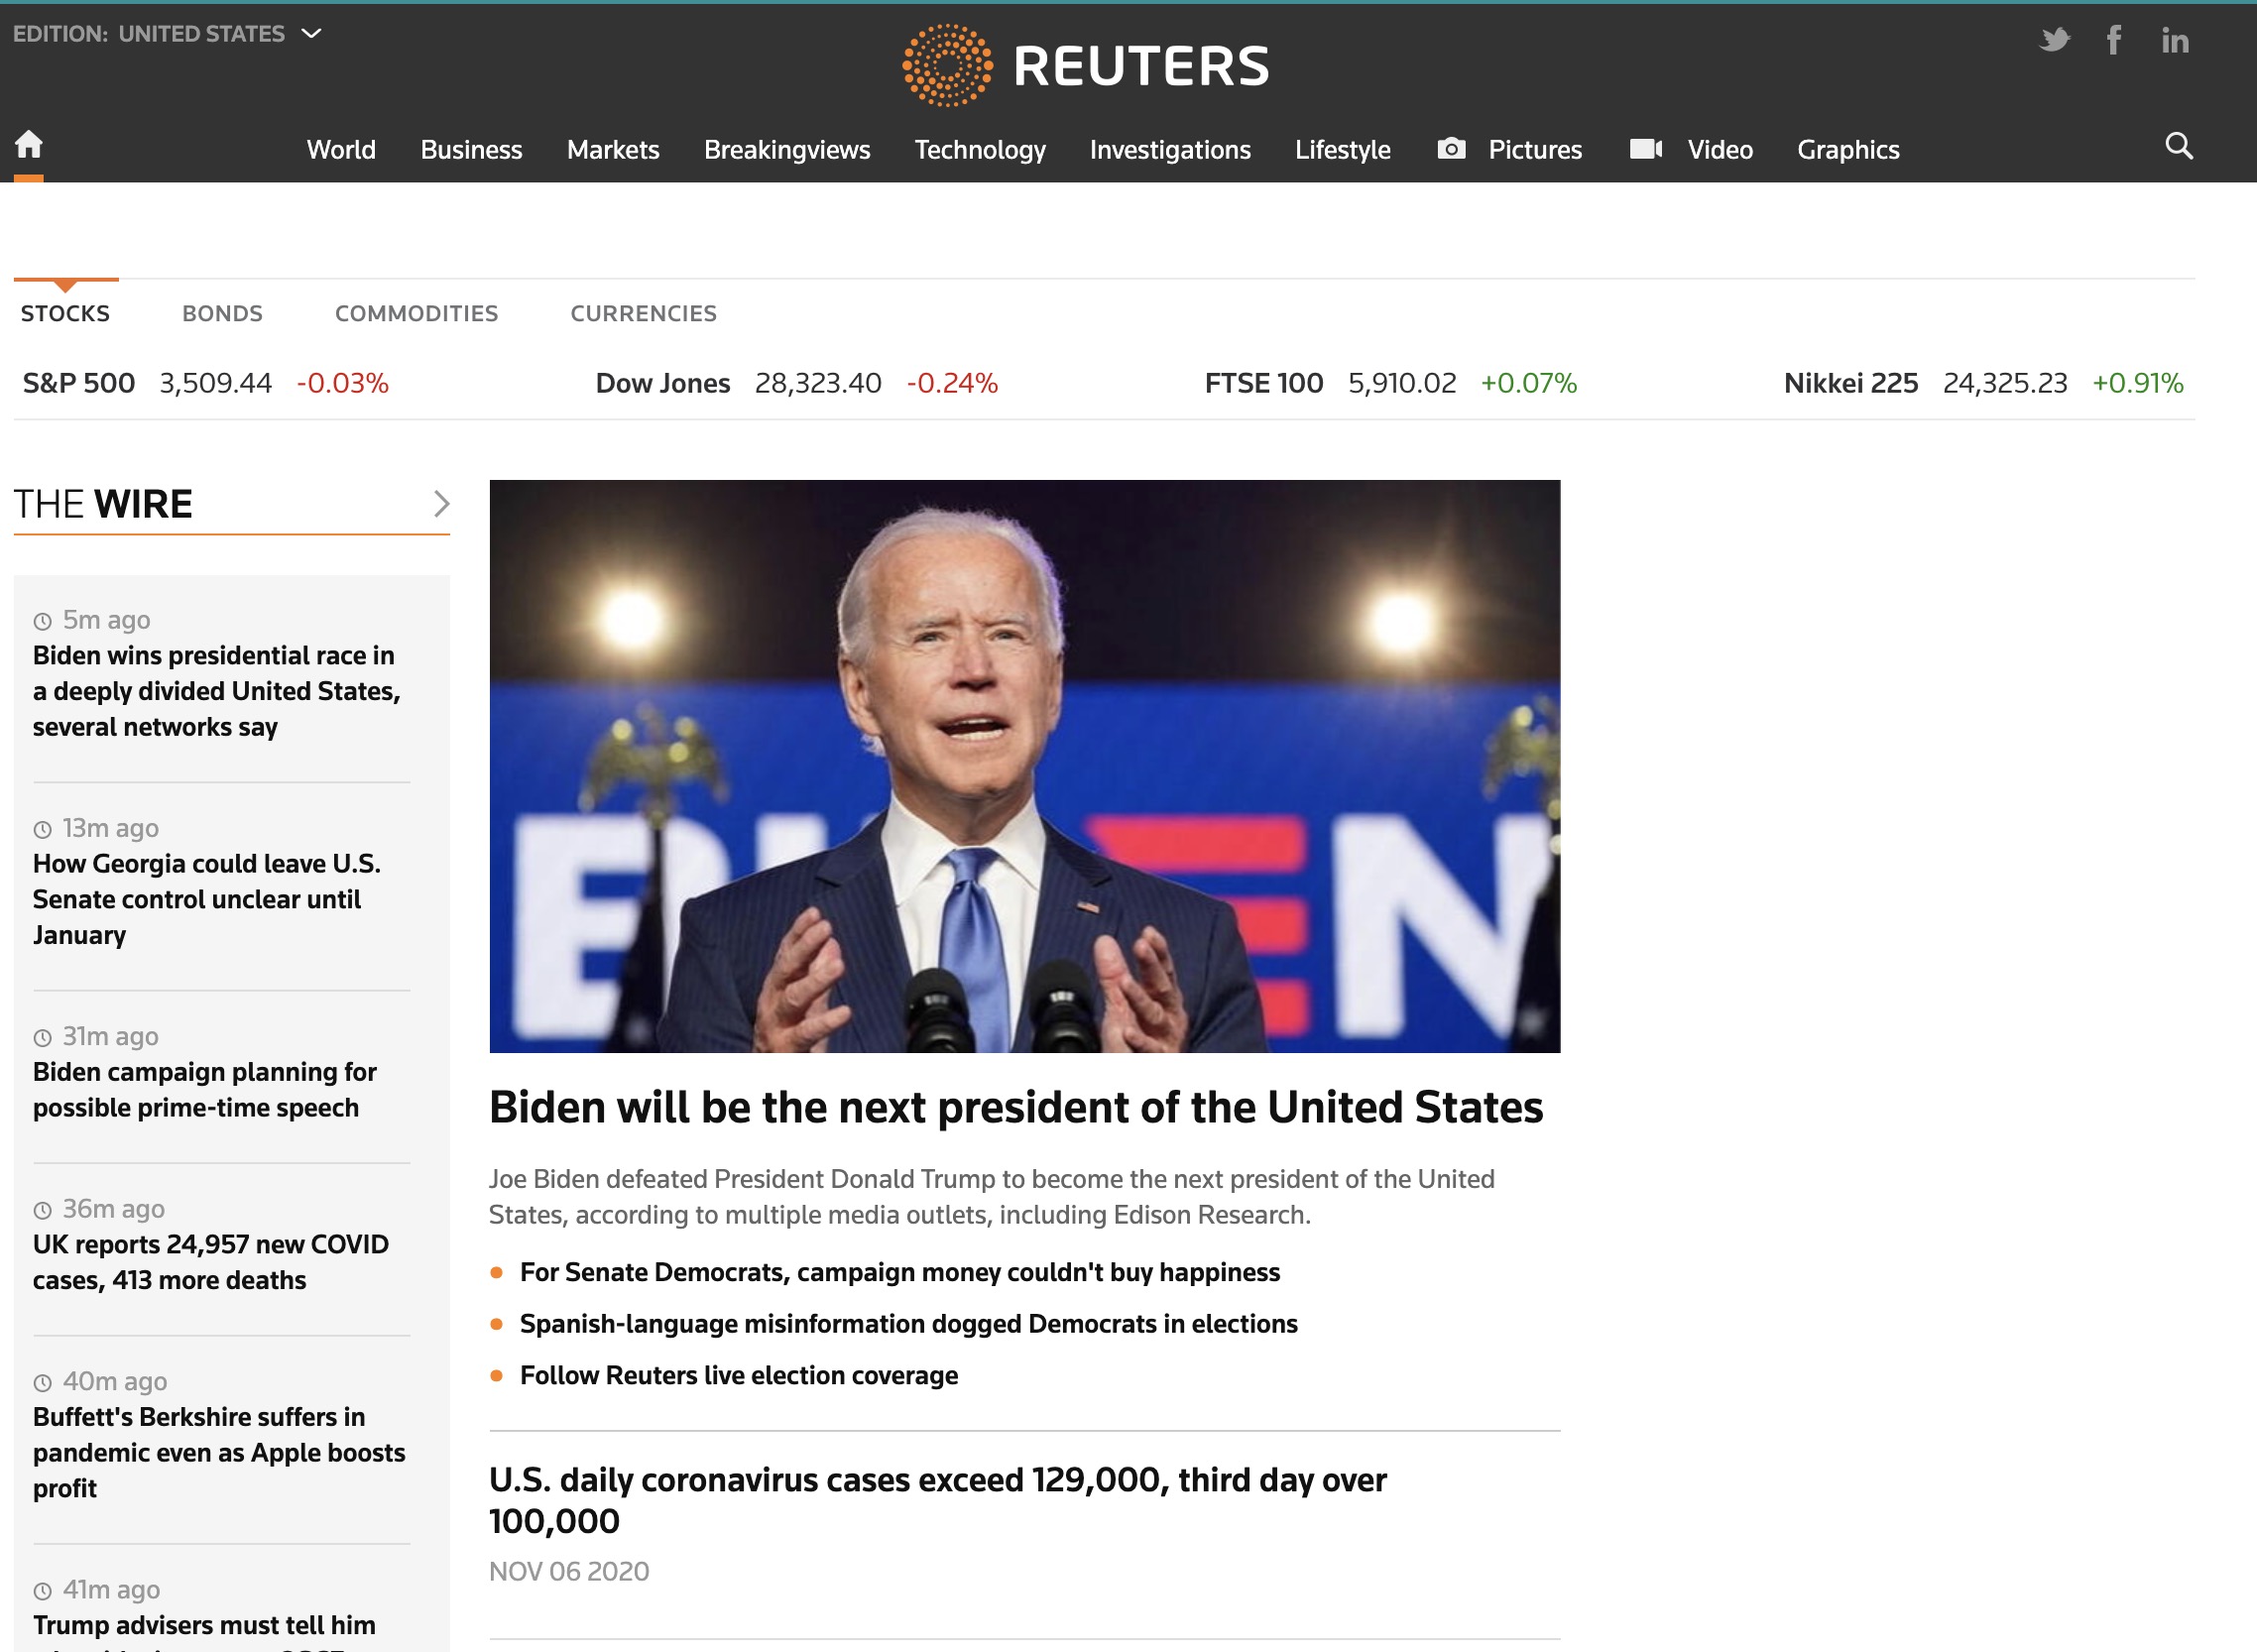 EDITION: UNITED STATES
REUTERS
World Business Markets Breakingviews Technology Investigations Lifestyle Pictures Video Graphics
STOCKS BONDS COMMODITIES CURRENCIES
S&P 500 3,509.44 -0.03% Dow Jones 28,323.40 -0.24% FTSE 100 5,910.02 +0.07% Nikkei 225 24,325.23 +0.91%
THE WIRE
5m ago
Biden wins presidential race in
a deeply divided United States,
several networks say
13m ago
How Georgia could leave U.S.
Senate control unclear until
January
31m ago
Biden campaign planning for
possible prime-time speech
36m ago
UK reports 24,957 new COVID
cases, 413 more deaths
40m ago
Buffett's Berkshire suffers in
pandemic even as Apple boosts
profit
41m ago
Trump advisers must tell him
Biden will be the next president of the United States
Joe Biden defeated President Donald Trump to become the next president of the United
States, according to multiple media outlets, including Edison Research.
For Senate Democrats, campaign money couldn't buy happiness
Spanish-language misinformation dogged Democrats in elections
Follow Reuters live election coverage
U.S. daily coronavirus cases exceed 129,000, third day over
100,000
NOV 06 2020